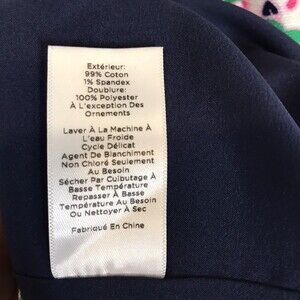 Extérieur:
99% Coton
1% Spandex
Doublure:
100% Polyester
À L'exception Des
Ornements
Laver À La Machine À
L'eau Froide
Cycle Délicat
Agent De Blanchiment
Non Chloré Seulement
Au Besoin
Sécher Par Culbutage À
Basse Température
Repasser À Basse
Température Au Besoin
Ou Nettoyer À Sec
Fabriqué En Chine